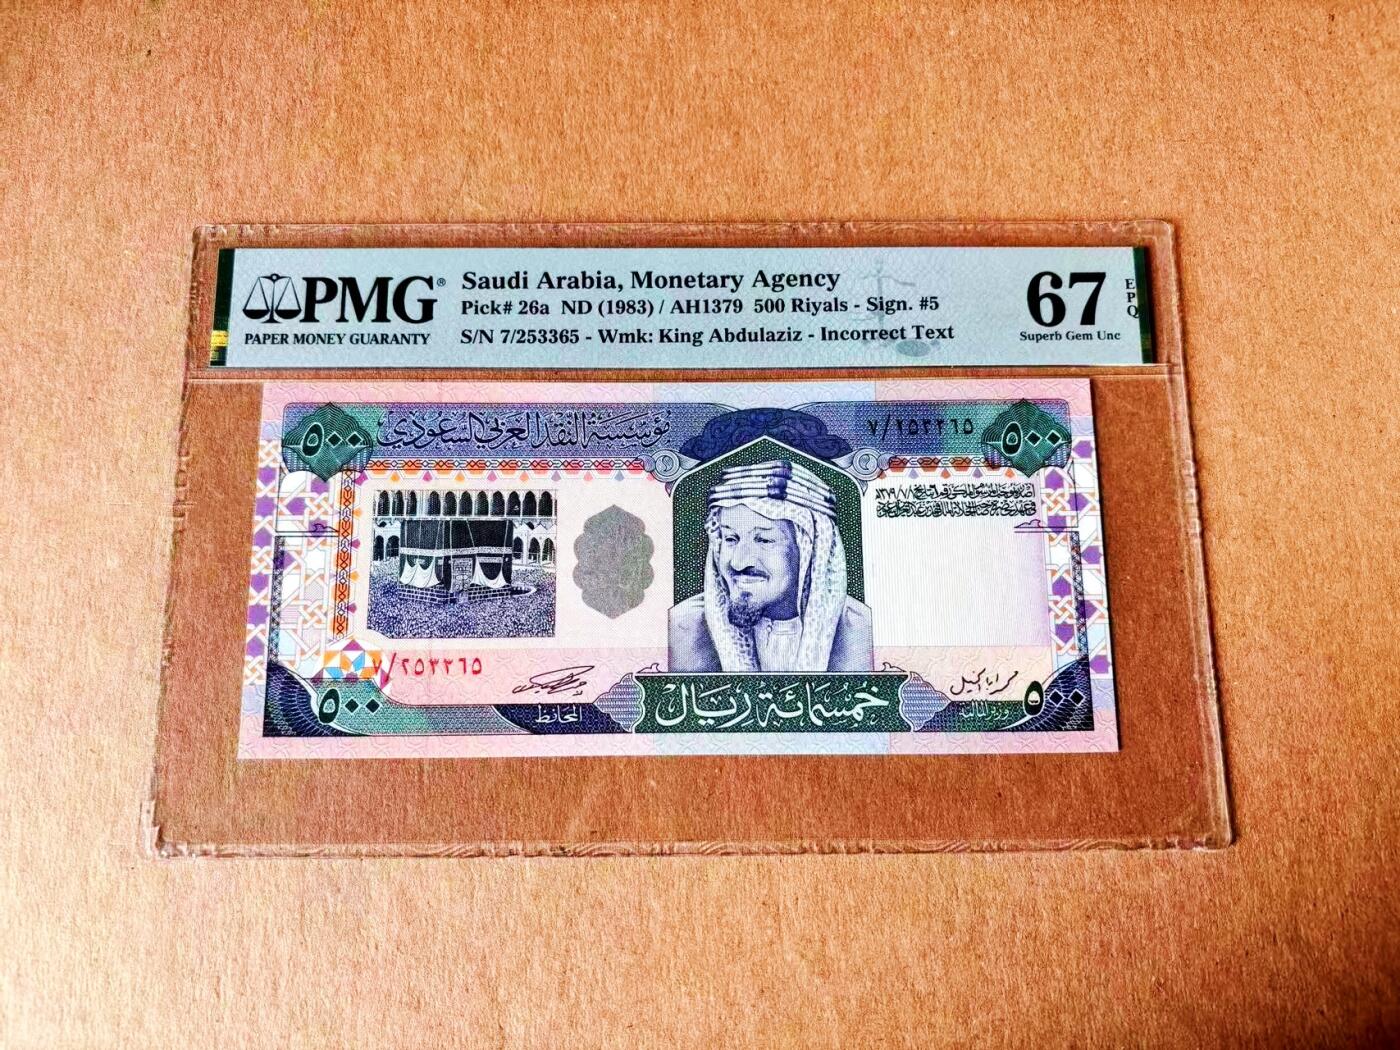 PMG®
PAPER MONEY GUARANTY
Saudi Arabia, Monetary Agency
Pick# 26a ND (1983) / AH1379 500 Riyals - Sign. #5
S/N 7/253365 - Wmk: King Abdulaziz - Incorrect Text
67
EPQ
Superb Gem Unc
٥٠٠
مؤسسة النقد العربي السعودي
٧/٢٥٣٣٦٥
٥٠٠
٧/٢٥٣٣٦٥
٥٠٠
المحافظ
خمسمائة ريال
٥٠٠